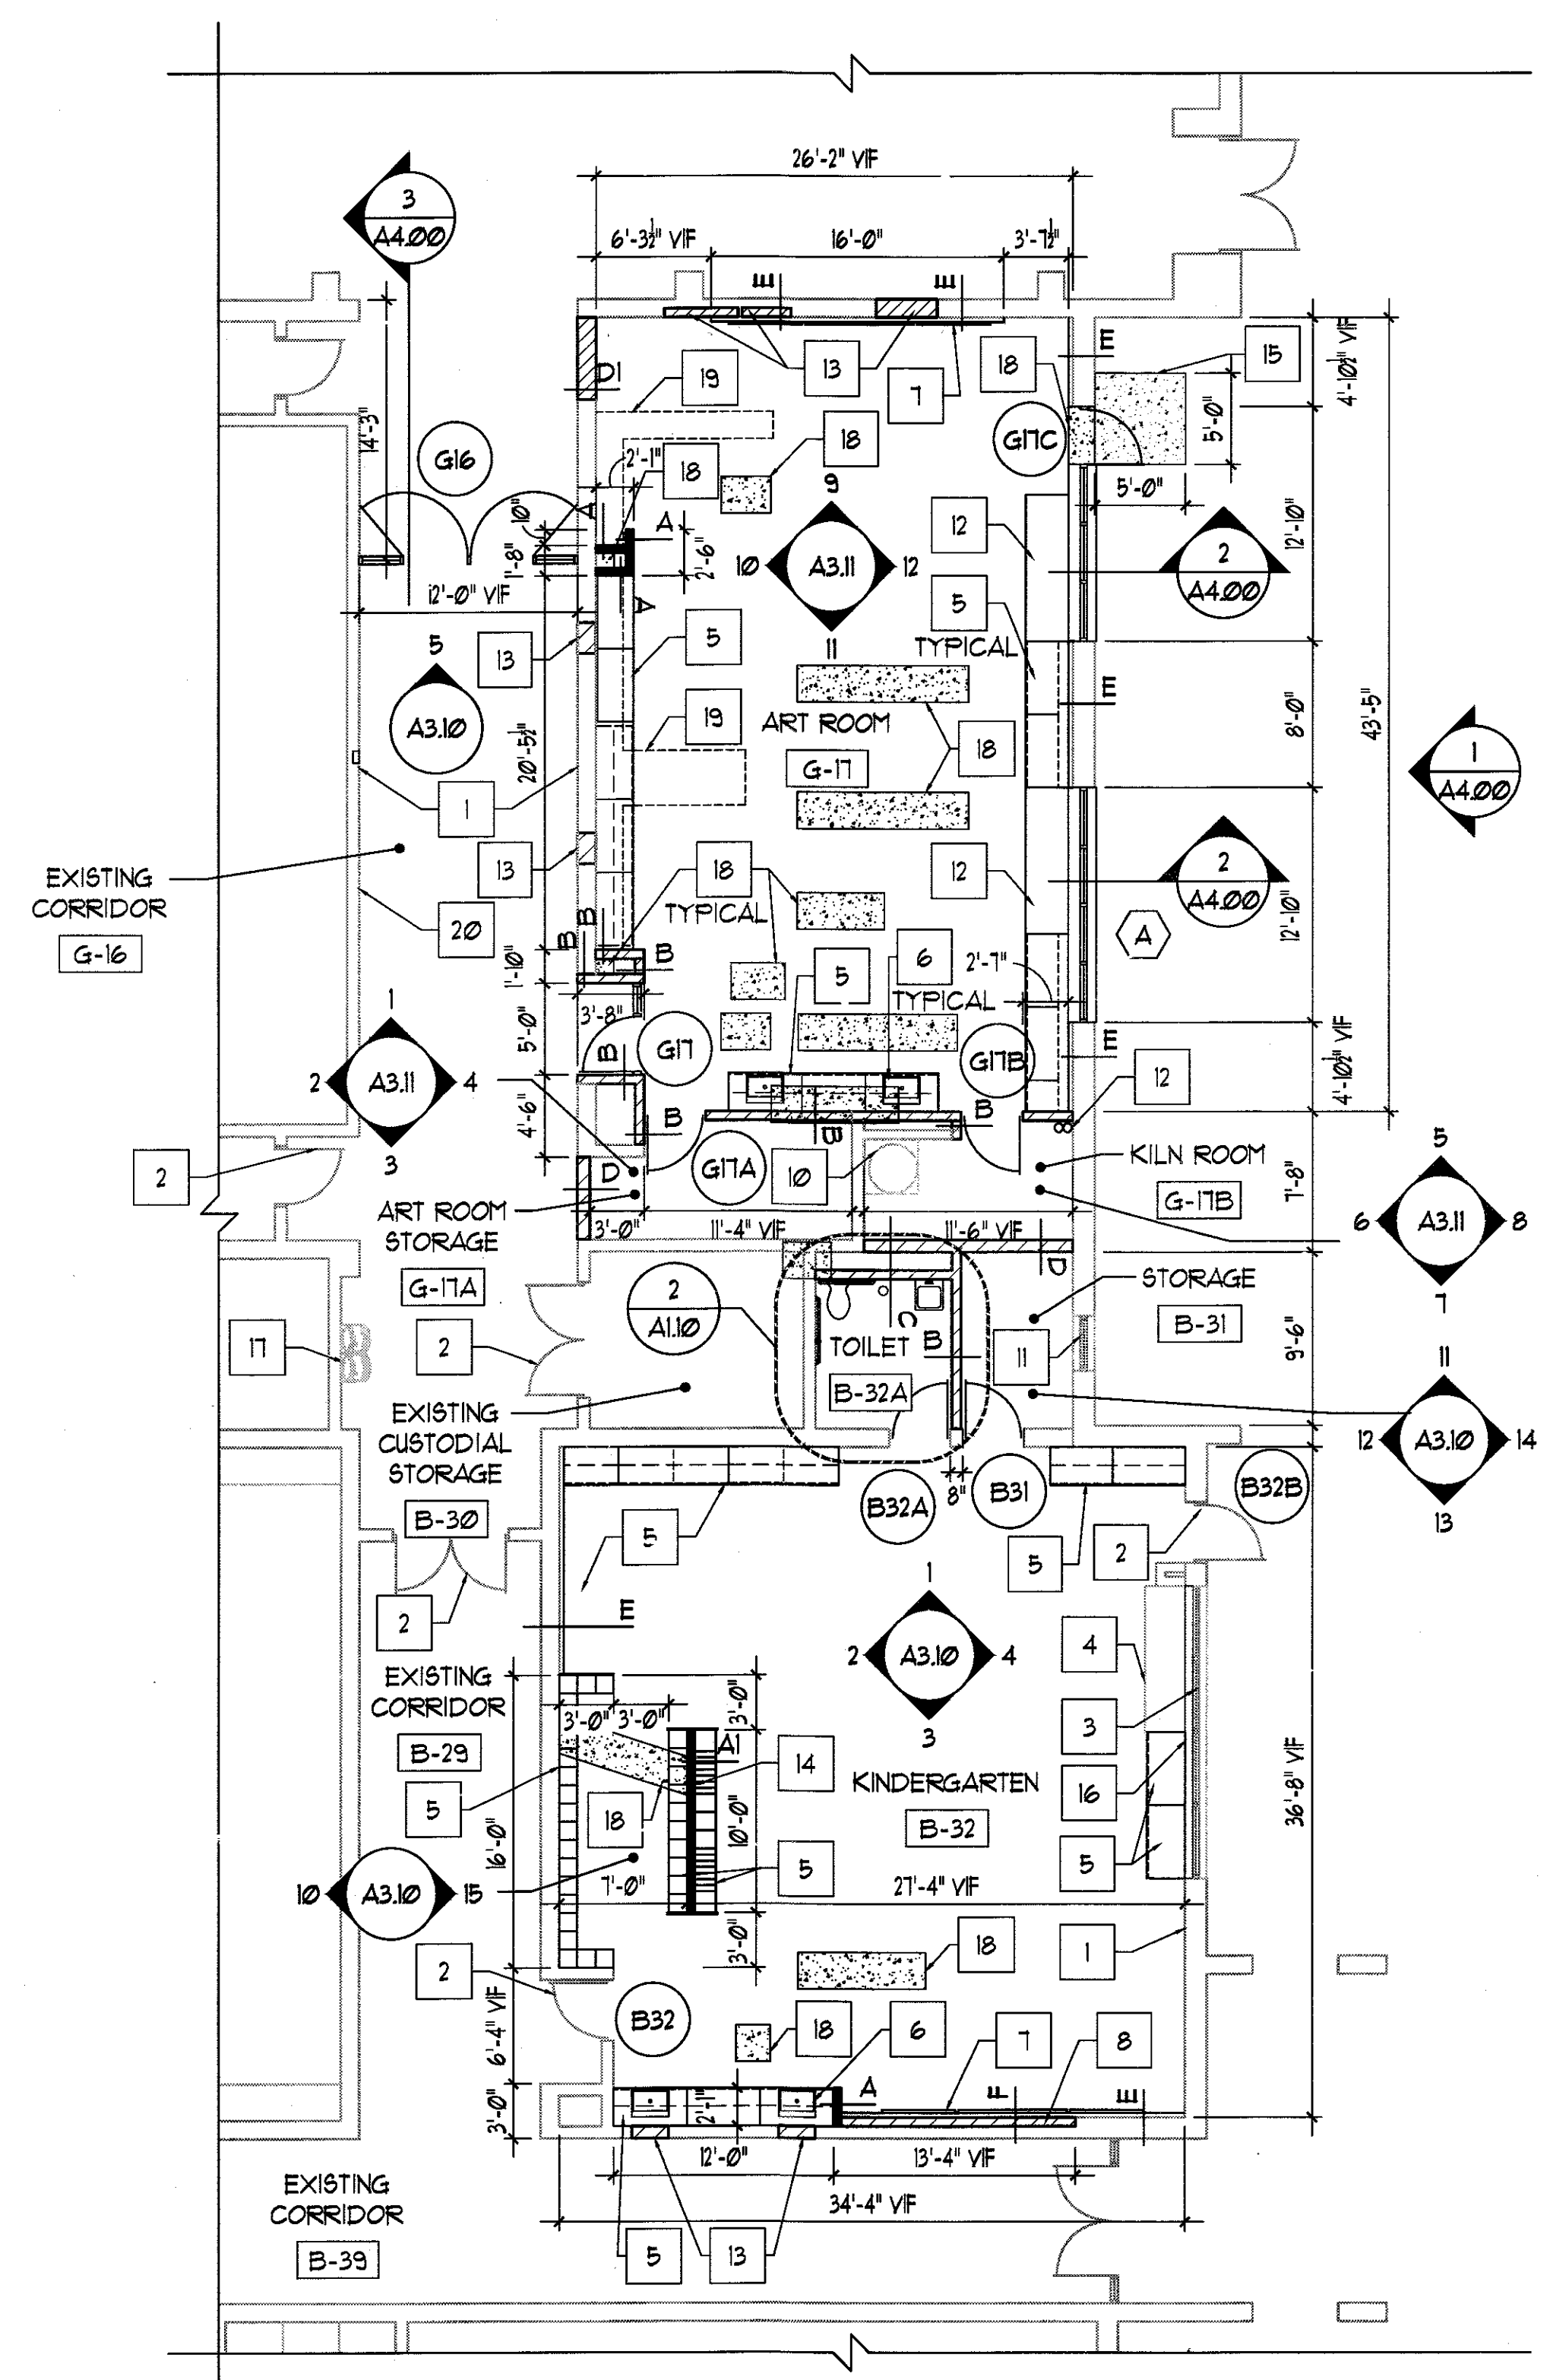 26'-2" VIF
3
A4.00
6'-3½" VIF
16'-0"
3'-7½"
E
E
14'-3"
G16
D1
19
13
7
18
E
15
4'-10½" VIF
G17C
5'-0"
5'-0"
18
2'-1"
18
9
10
A3.11
12
11
12
2
A4.00
12'-10"
10"
A
A
1'-8"
2'-6"
12'-0" VIF
A
5
TYPICAL
5
A3.10
13
5
E
8'-0"
43'-5"
19
ART ROOM
G-17
18
1
A4.00
20'-5½"
1
13
18
TYPICAL
12
2
A4.00
12'-10"
EXISTING
CORRIDOR
G-16
20
A
B
B
B
5
6
2'-7"
TYPICAL
1'-10"
3'-8"
5'-0"
G17
G17B
E
4'-10½" VIF
1
2
A3.11
4
3
B
12
4'-6"
B
B
B
G17A
10
KILN ROOM
G-17B
7'-8"
5
6
A3.11
8
7
2
D
ART ROOM
STORAGE
G-17A
3'-0"
11'-4" VIF
11'-6" VIF
D
STORAGE
B-31
2
A1.10
C
TOILET
B
B-32A
11
9'-6"
17
2
11
12
A3.10
14
13
EXISTING
CUSTODIAL
STORAGE
B-30
8"
B32A
B31
B32B
5
5
2
2
E
1
2
A3.10
4
3
4
EXISTING
CORRIDOR
B-29
3'-0"
3'-0"
3'-0"
A1
14
3
KINDERGARTEN
B-32
16
36'-8" VIF
5
18
16'-0"
10'-0"
5
5
10
A3.10
15
7'-0"
27'-4" VIF
3'-0"
18
1
2
B32
6'-4" VIF
18
6
7
8
3'-0"
2'-1"
A
F
E
12'-0"
13'-4" VIF
34'-4" VIF
EXISTING
CORRIDOR
B-39
5
13